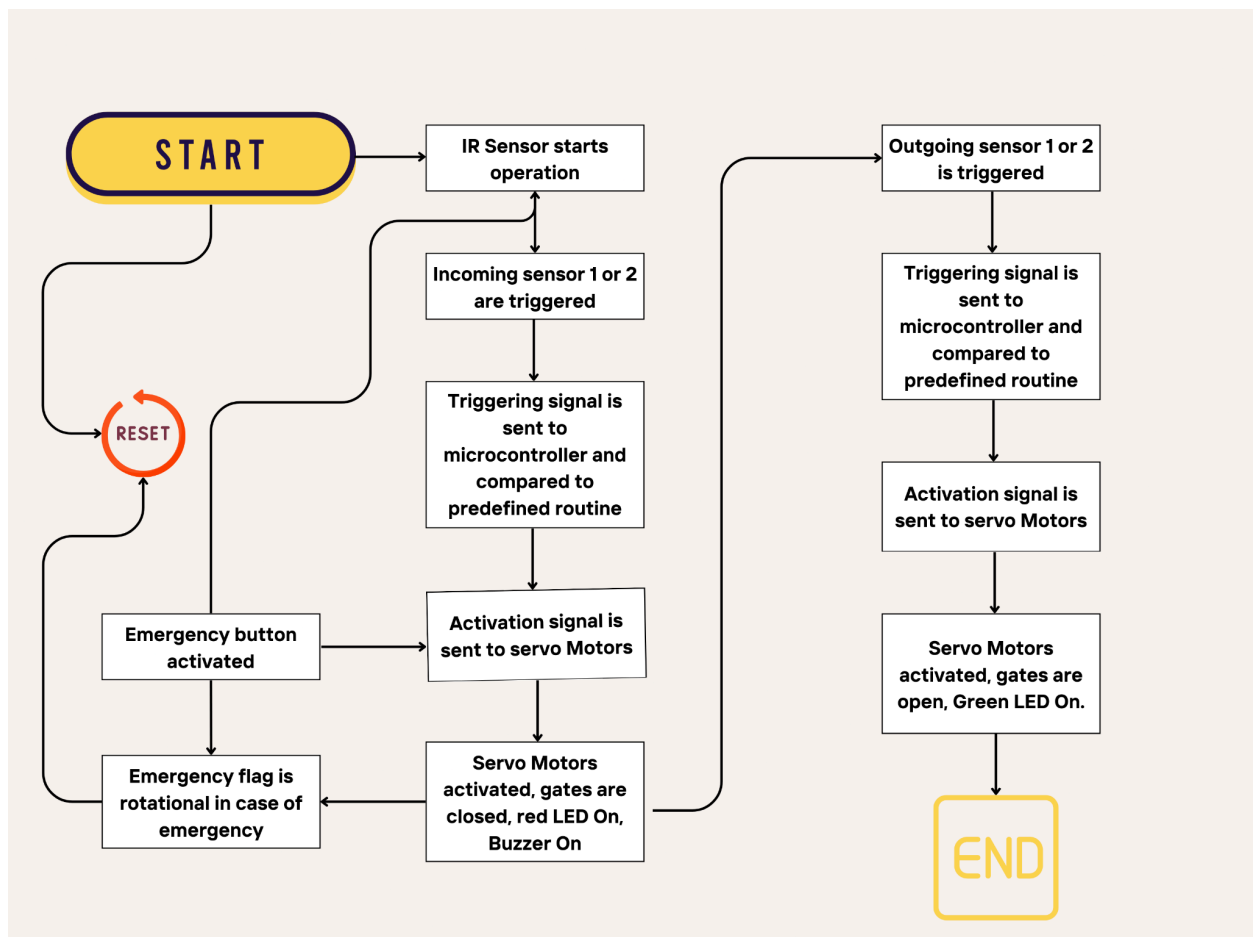 START
IR Sensor starts
operation
Incoming sensor 1 or 2
are triggered
Triggering signal is
sent to
microcontroller and
compared to
predefined routine
Activation signal is
sent to servo Motors
Servo Motors
activated, gates are
closed, red LED On,
Buzzer On
RESET
Emergency button
activated
Emergency flag is
rotational in case of
emergency
Outgoing sensor 1 or 2
is triggered
Triggering signal is
sent to
microcontroller and
compared to
predefined routine
Activation signal is
sent to servo Motors
Servo Motors
activated, gates are
open, Green LED On.
END